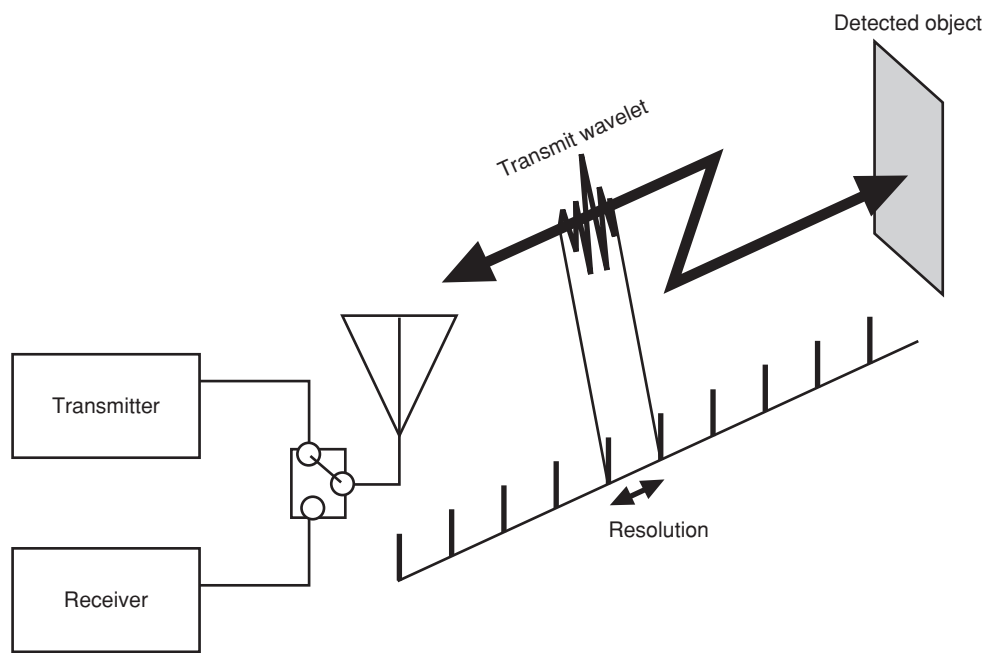 Detected object
Transmit wavelet
Transmitter
Resolution
Receiver